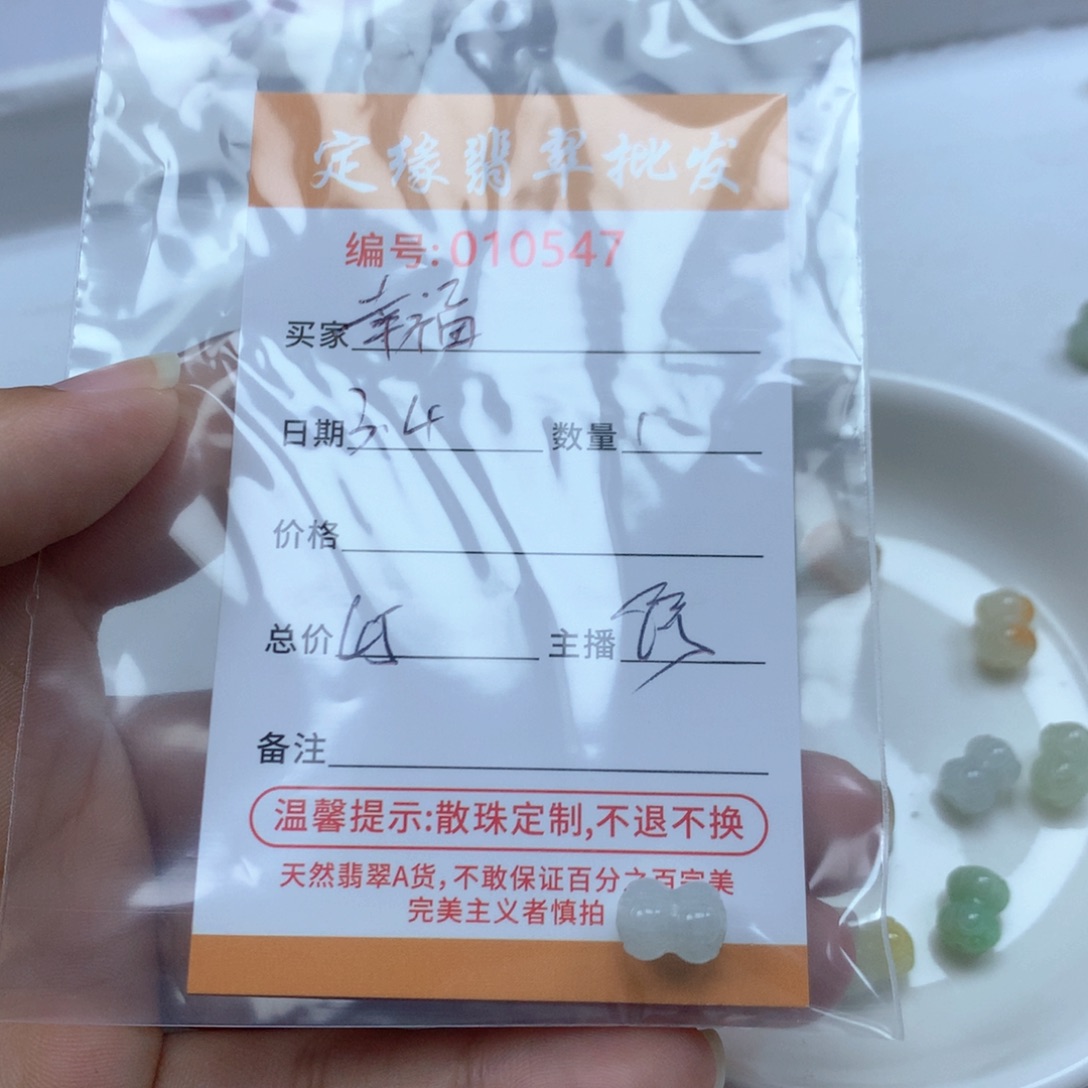 定缘翡翠批发
编号:010547
买家 幸福
日期 3.4 数量 1
价格
总价 主播
备注
温馨提示:散珠定制,不退不换
天然翡翠A货,不敢保证百分之百完美
完美主义者慎拍